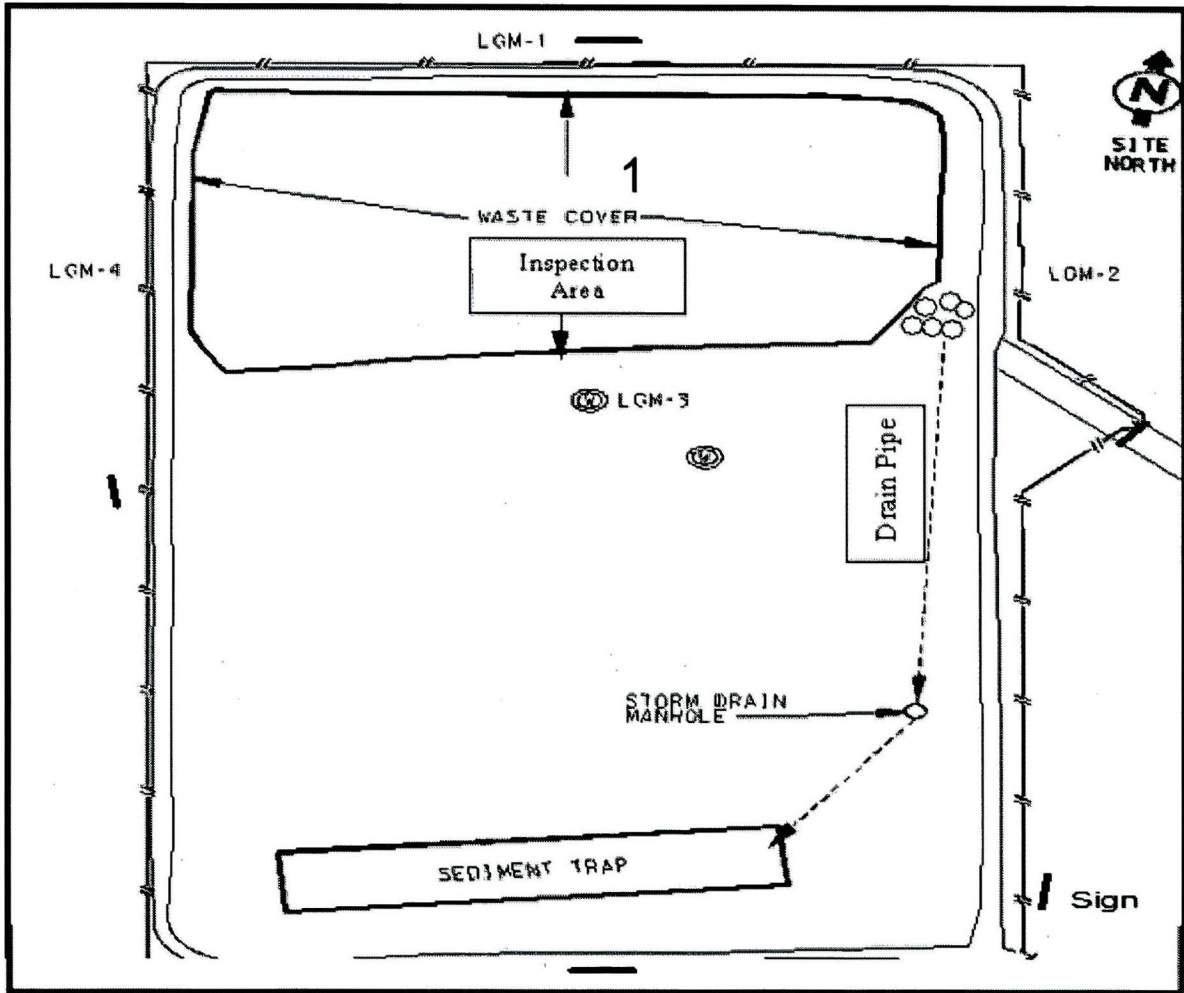 LGM-1
N
SITE
NORTH
1
WASTE COVER
Inspection
Area
LGM-4
LGM-2
LGM-3
Drain Pipe
STORM DRAIN
MANHOLE
SEDIMENT TRAP
Sign